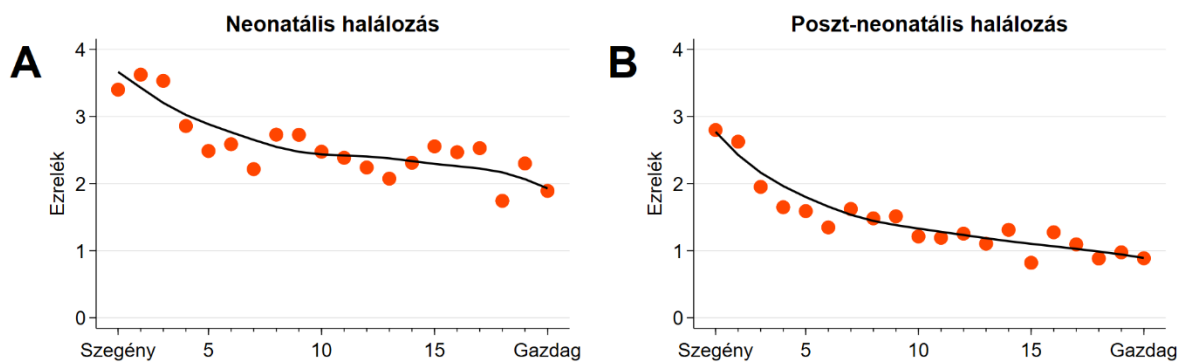 A
Neonatális halálozás
Ezrelék
4
3
2
1
0
Szegény 5 10 15 Gazdag
B
Poszt-neonatális halálozás
Ezrelék
4
3
2
1
0
Szegény 5 10 15 Gazdag